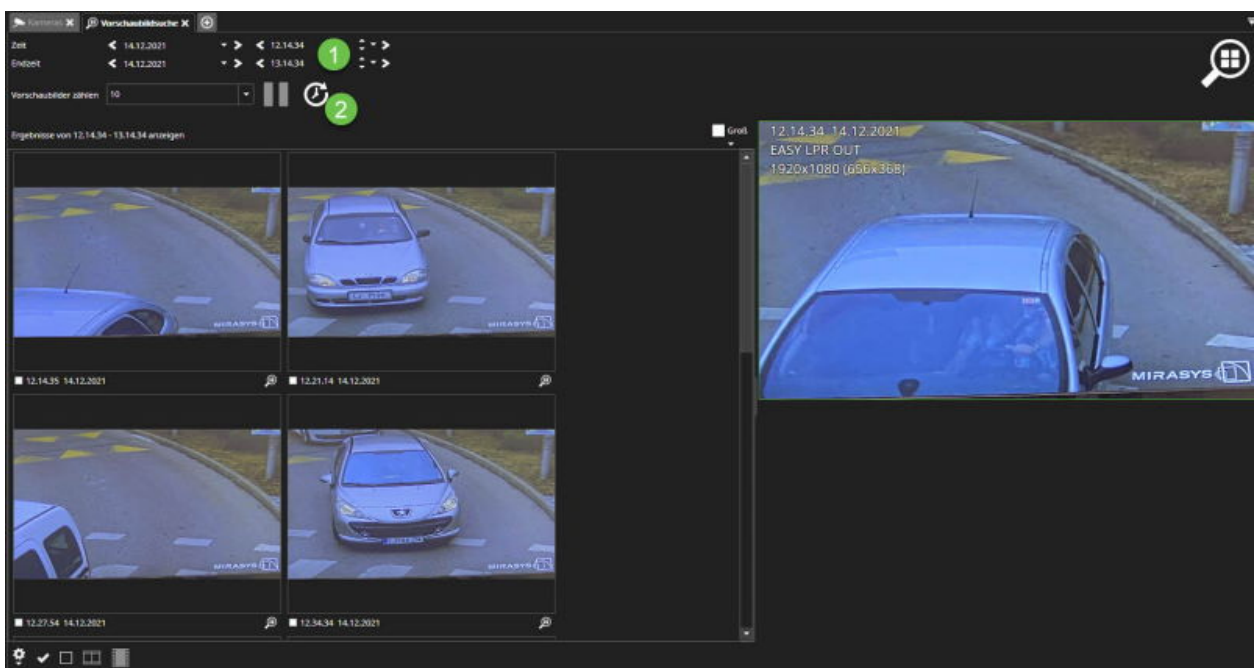 Kameras Vorschaubildsuche
Zeit 14.12.2021 12.14.34 1
Endzeit 14.12.2021 13.14.34
Vorschaubilder zählen 10 2
Ergebnisse von 12.14.34 - 13.14.34 anzeigen Groß
12.14.34 14.12.2021
EASY LPR OUT
1920x1080 (656x368)
MIRASYS
MIRASYS
MIRASYS
12.14.35 14.12.2021 12.21.14 14.12.2021
MIRASYS
MIRASYS
12.27.54 14.12.2021 12.34.34 14.12.2021